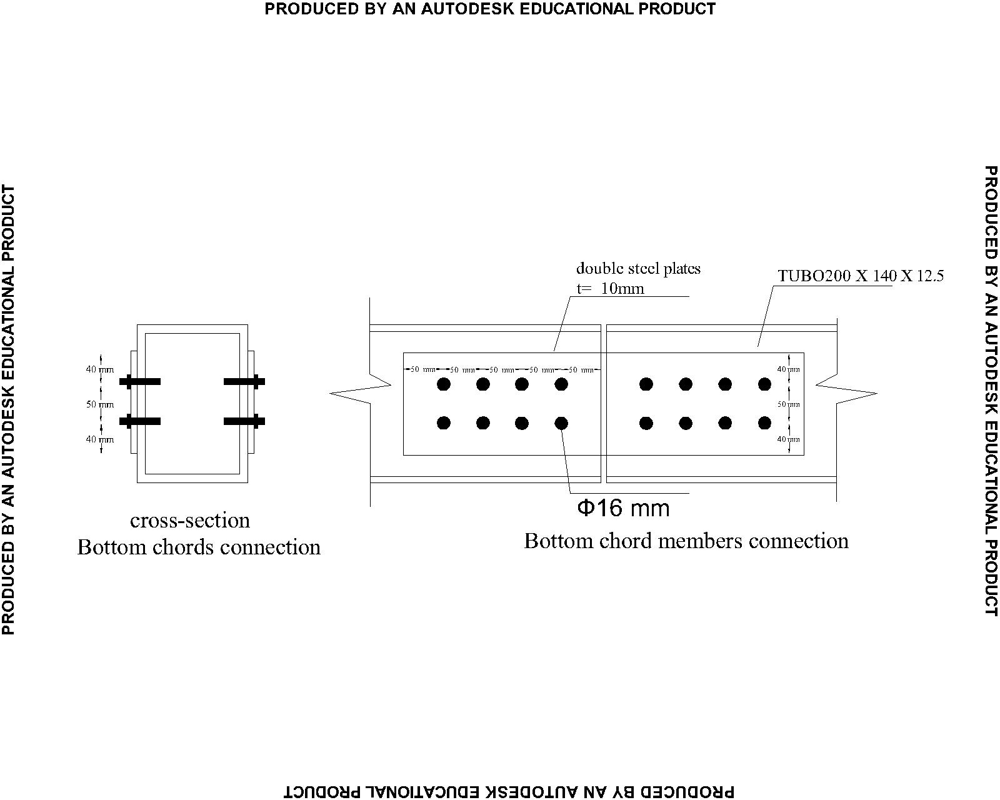 PRODUCED BY AN AUTODESK EDUCATIONAL PRODUCT
PRODUCED BY AN AUTODESK EDUCATIONAL PRODUCT
PRODUCED BY AN AUTODESK EDUCATIONAL PRODUCT
double steel plates
t= 10mm
TUBO200 X 140 X 12.5
40 mm
50 mm
40 mm
50 mm 50 mm 50 mm 50 mm 50 mm
40 mm
50 mm
40 mm
Φ16 mm
cross-section
Bottom chords connection
Bottom chord members connection
PRODUCED BY AN AUTODESK EDUCATIONAL PRODUCT